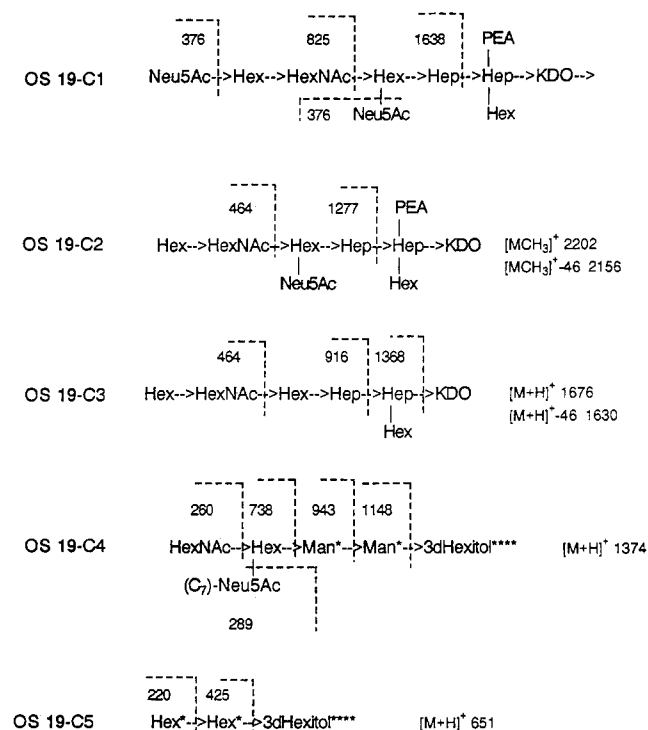 376 825 1638 PEA
OS 19-C1 Neu5Ac-->Hex-->HexNAc-->Hex-->Hep-->Hep->KDO-->
376 Neu5Ac Hex
464 1277 PEA
OS 19-C2 Hex-->HexNAc->Hex-->Hep->Hep-->KDO [MCH₃]⁺ 2202
Neu5Ac Hex [MCH₃]⁺-46 2156
464 916 1368
OS 19-C3 Hex-->HexNAc->Hex-->Hep->Hep->KDO [M+H]⁺ 1676
Hex [M+H]⁺-46 1630
260 738 943 1148
OS 19-C4 HexNAc->Hex-->Man*-->Man*-->3dHexitol**** [M+H]⁺ 1374
(C₇)-Neu5Ac
289
220 425
OS 19-C5 Hex*-->Hex*-->3dHexitol**** [M+H]⁺ 651